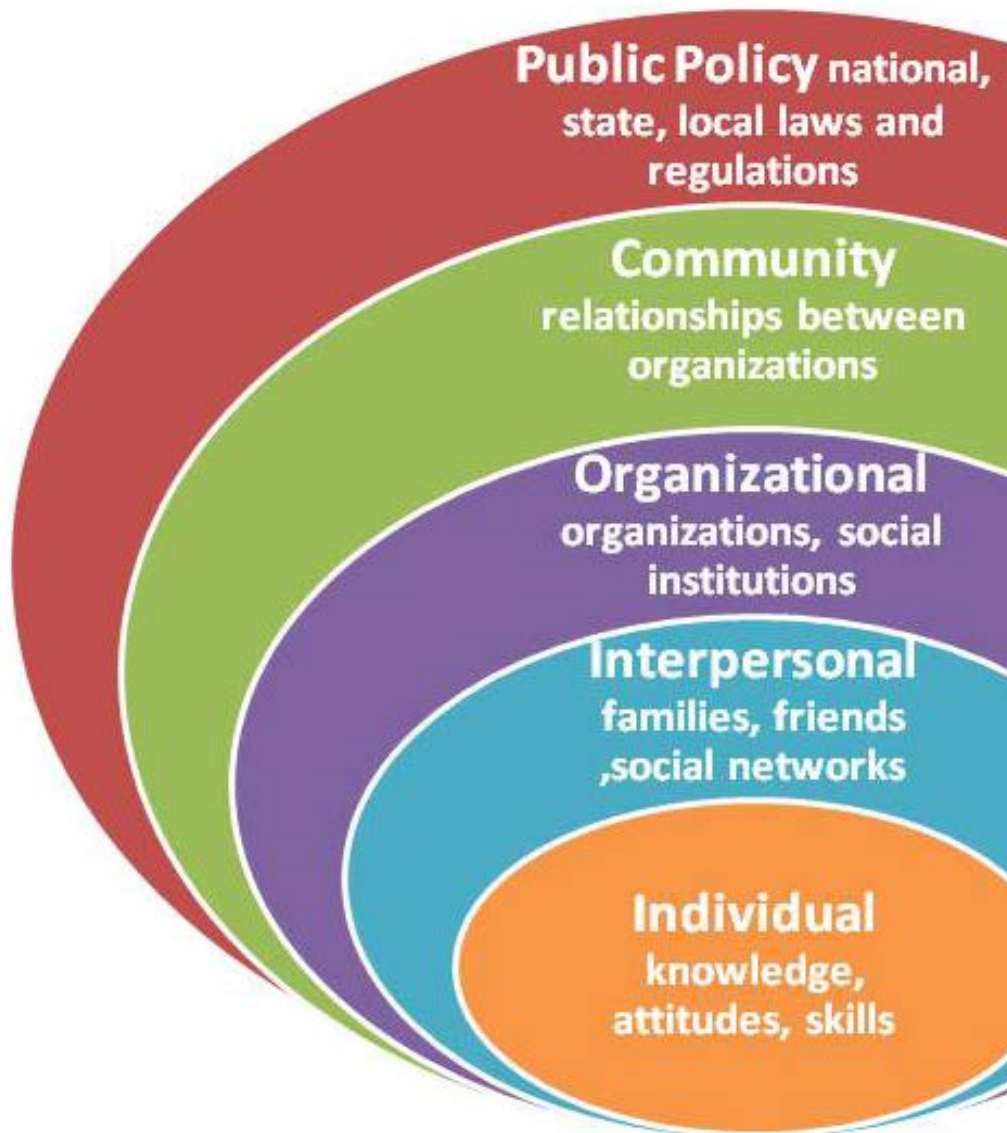 Public Policy national,
state, local laws and
regulations
Community
relationships between
organizations
Organizational
organizations, social
institutions
Interpersonal
families, friends
,social networks
Individual
knowledge,
attitudes, skills